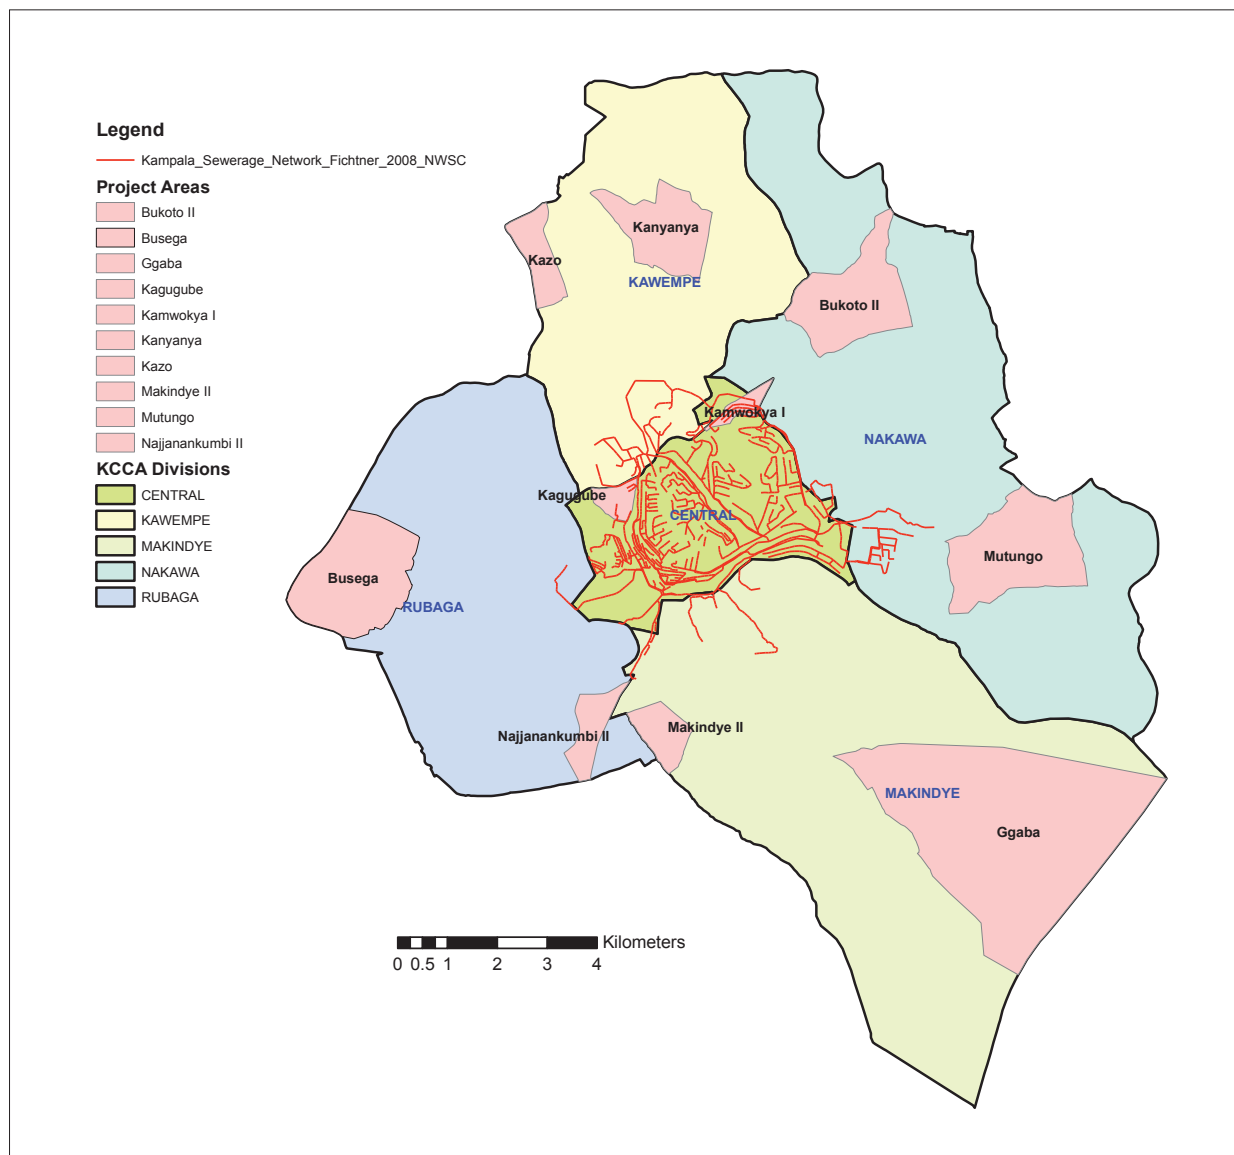 Legend
Kampala_Sewerage_Network_Fichtner_2008_NWSC
Project Areas
Bukoto II
Busega
Ggaba
Kagugube
Kamwokya I
Kanyanya
Kazo
Makindye II
Mutungo
Najjanankumbi II
KCCA Divisions
CENTRAL
KAWEMPE
MAKINDYE
NAKAWA
RUBAGA
Kanyanya
Kazo
KAWEMPE
Bukoto II
Kamwokya I
NAKAWA
Kagugube
CENTRAL
Mutungo
Busega
RUBAGA
Makindye II
Najjanankumbi II
MAKINDYE
Ggaba
Kilometers
0 0.5 1 2 3 4